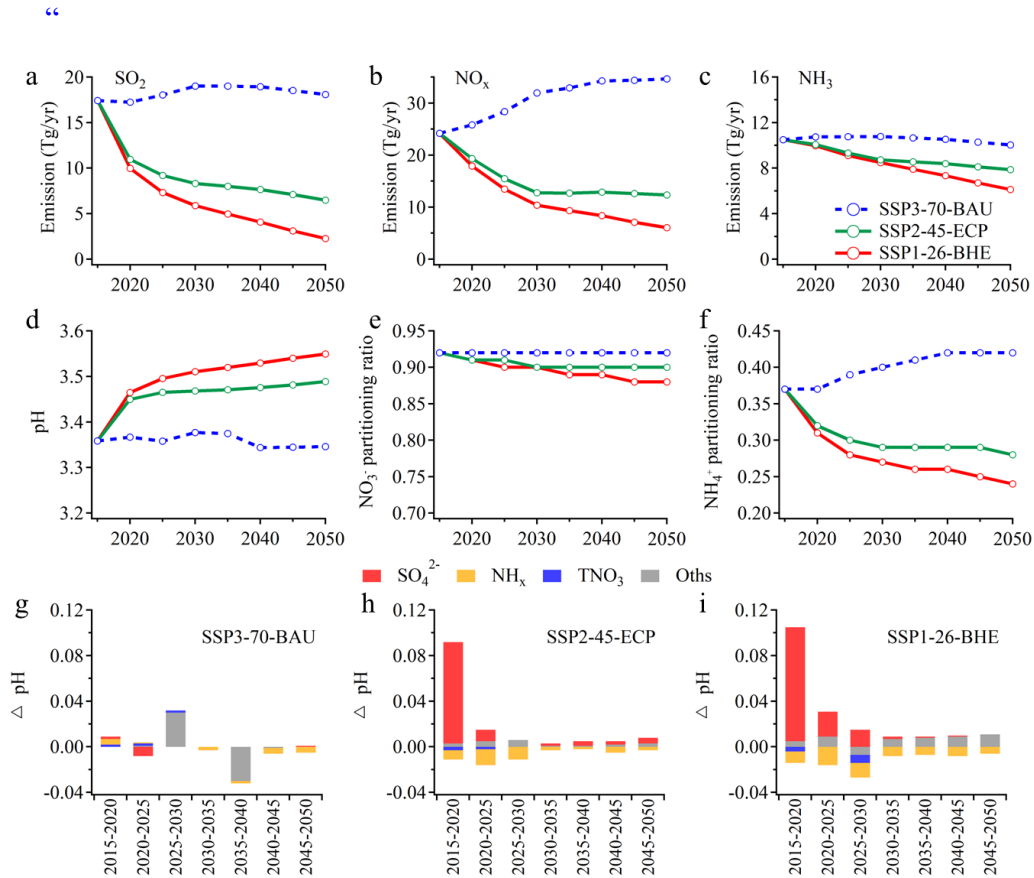 “
a SO₂ b NOₓ c NH₃
Emission (Tg/yr) 20 15 10 5 0
Emission (Tg/yr) 30 20 10 0
Emission (Tg/yr) 16 12 8 4 0
SSP3-70-BAU
SSP2-45-ECP
SSP1-26-BHE
2020 2030 2040 2050 2020 2030 2040 2050 2020 2030 2040 2050
d e f
pH 3.6 3.5 3.4 3.3 3.2
NO₃⁻ partitioning ratio 0.95 0.90 0.85 0.80 0.75 0.70
NH₄⁺ partitioning ratio 0.45 0.40 0.35 0.30 0.25 0.20
2020 2030 2040 2050 2020 2030 2040 2050 2020 2030 2040 2050
SO₄²⁻ NHₓ TNO₃ Oths
g SSP3-70-BAU h SSP2-45-ECP i SSP1-26-BHE
△ pH 0.12 0.08 0.04 0.00 -0.04
△ pH 0.12 0.08 0.04 0.00 -0.04
△ pH 0.12 0.08 0.04 0.00 -0.04
2015-2020 2020-2025 2025-2030 2030-2035 2035-2040 2040-2045 2045-2050
2015-2020 2020-2025 2025-2030 2030-2035 2035-2040 2040-2045 2045-2050
2015-2020 2020-2025 2025-2030 2030-2035 2035-2040 2040-2045 2045-2050